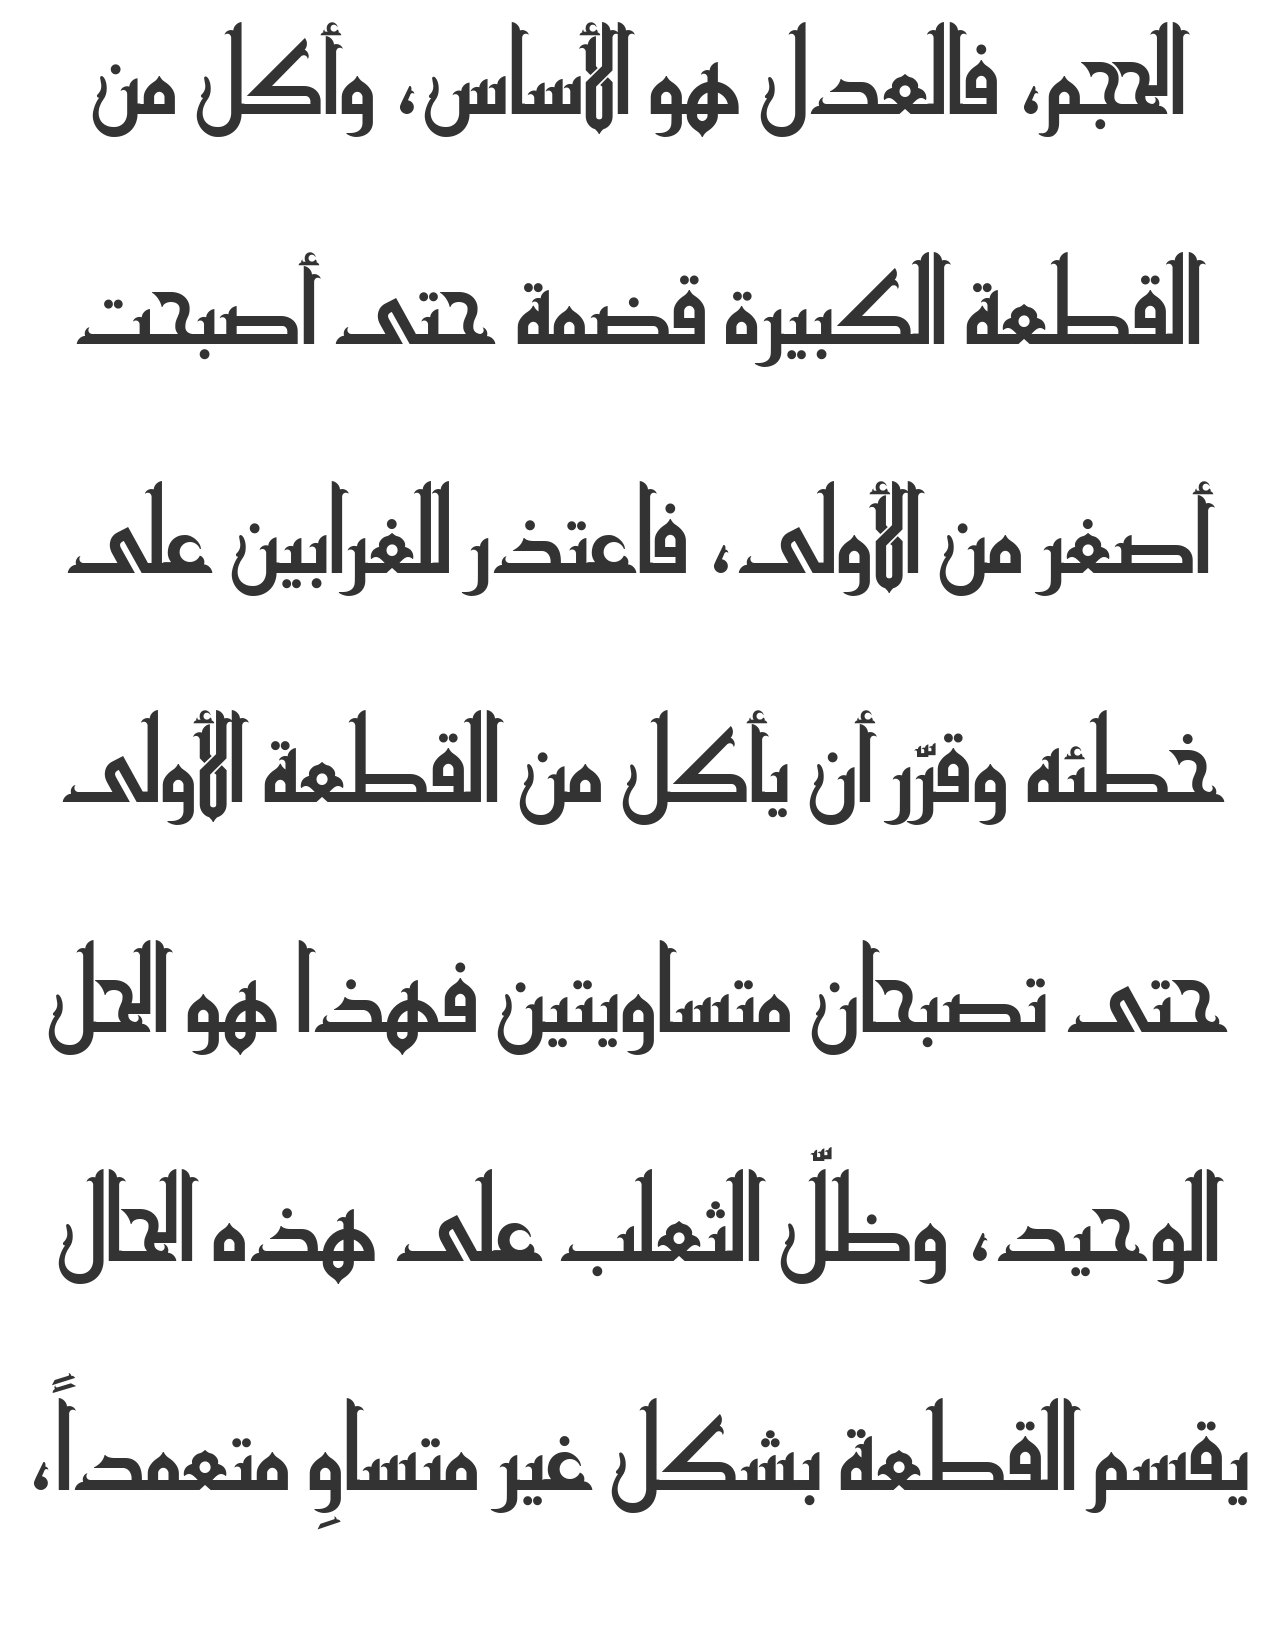 الحجم، فالعدل هو الأساس، وأكل من
القطعة الكبيرة قضمة حتى أصبحت
أصغر من الأولى، فاعتذر للغرابين على
خطئه وقرّر أن يأكل من القطعة الأولى
حتى تصبحان متساويتين فهذا هو الحل
الوحيد، وظلّ الثعلب على هذه الحال
يقسم القطعة بشكل غير متساوِ متعمداً،